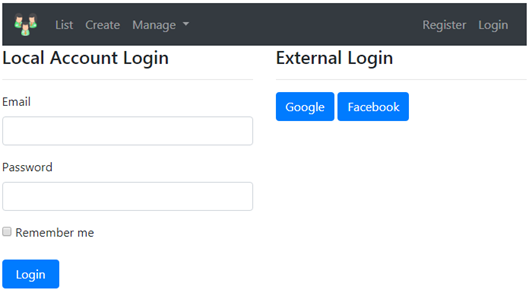 List Create Manage Register Login
Local Account Login
External Login
Email
Google Facebook
Password
Remember me
Login